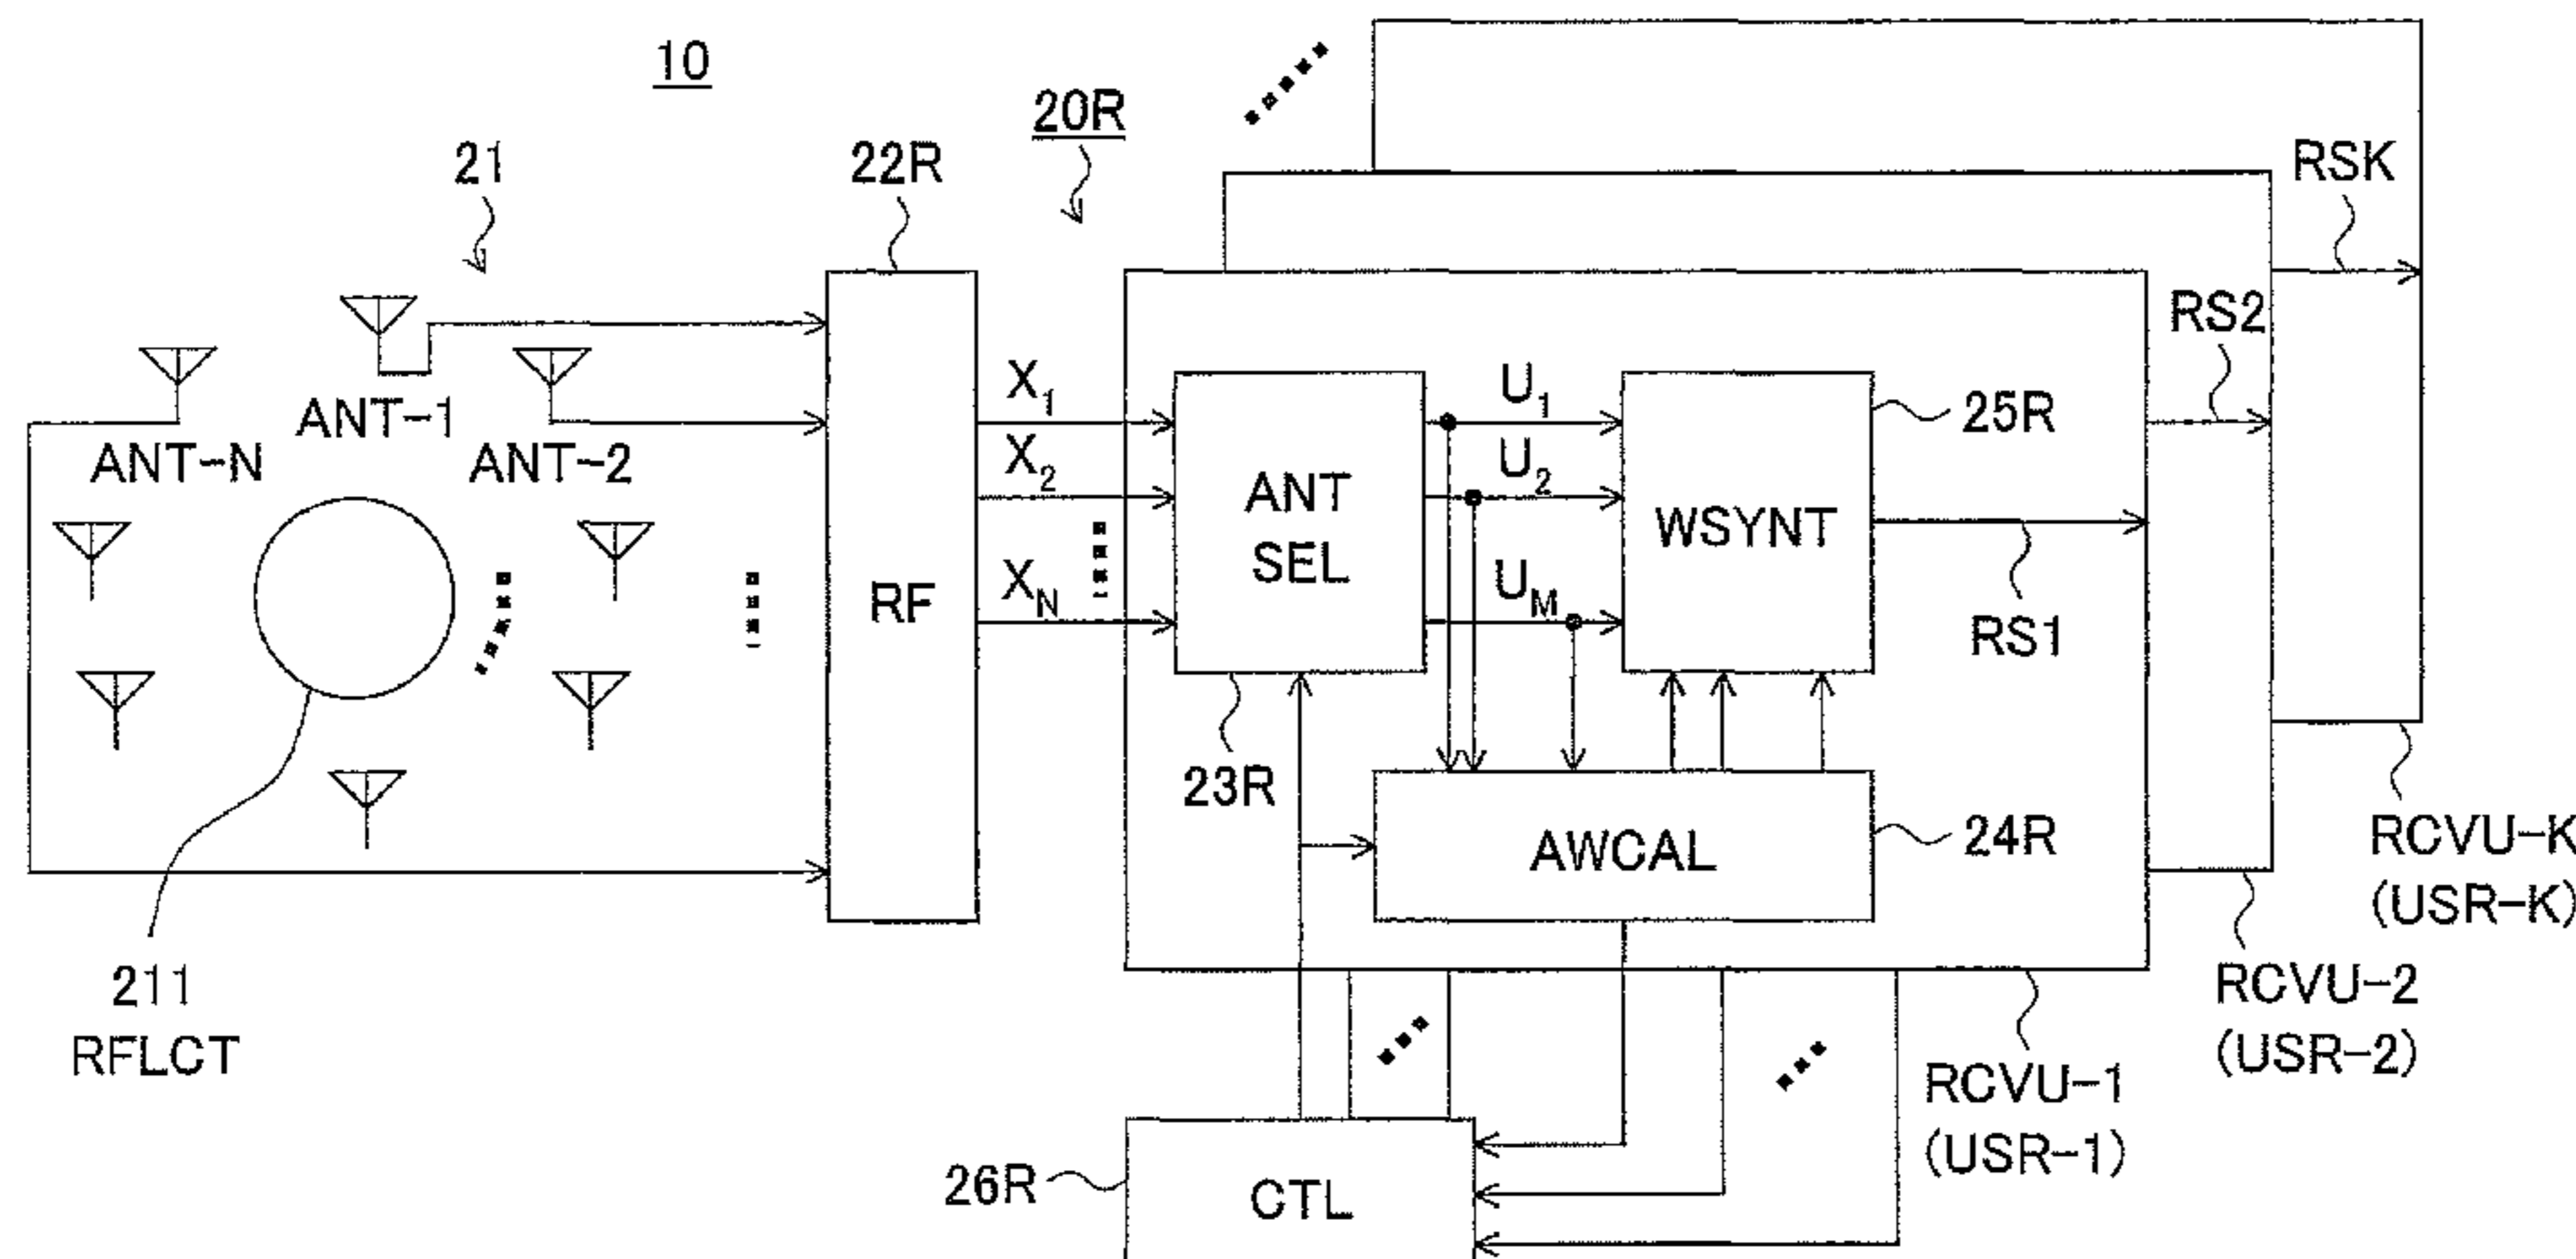 10
20R
RSK
21
22R
RS2
ANT-1
ANT-N
ANT-2
X1
X2
XN
RF
ANT
SEL
U1
U2
UM
WSYNT
25R
RS1
23R
AWCAL
24R
211
RFLCT
RCVU-K
(USR-K)
RCVU-2
(USR-2)
RCVU-1
(USR-1)
26R
CTL